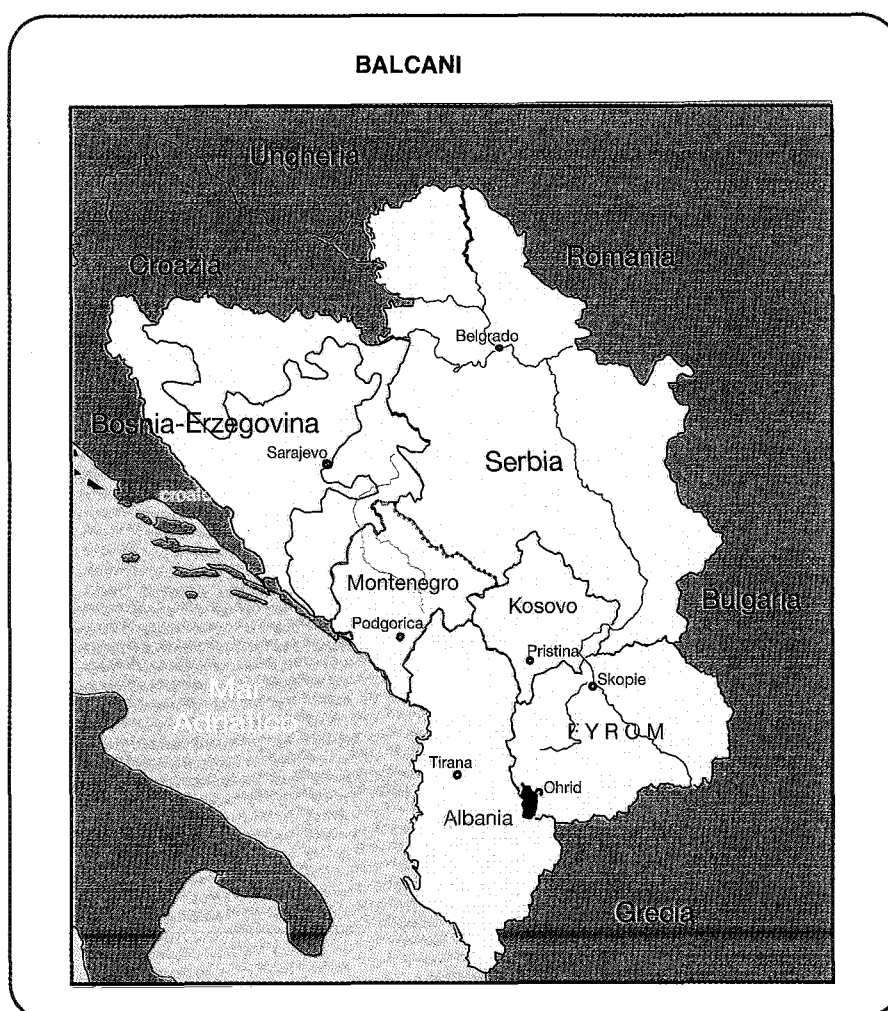 BALCANI
Ungheria
Croazia
Romania
Belgrado
Bosnia-Erzegovina
Sarajevo
Serbia
Montenegro
Kosovo
Bulgaria
Podgorica
Pristina
Skopie
Mar
Adriatico
FYROM
Tirana
Ohrid
Albania
Grecia